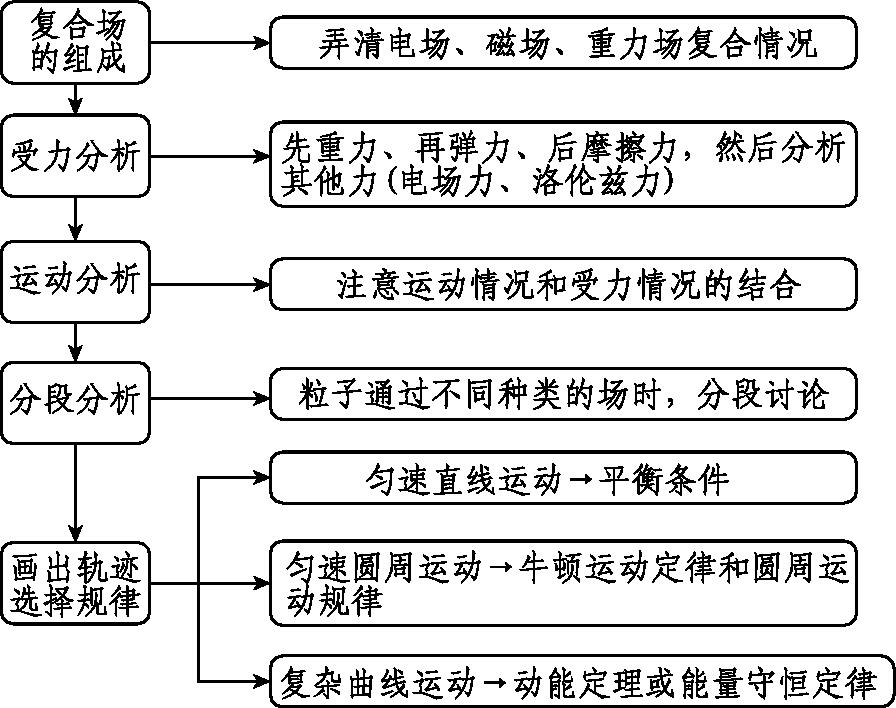 复合场
的组成
弄清电场、磁场、重力场复合情况
受力分析
先重力、再弹力、后摩擦力，然后分析
其他力(电场力、洛伦兹力)
运动分析
注意运动情况和受力情况的结合
分段分析
粒子通过不同种类的场时，分段讨论
匀速直线运动→平衡条件
画出轨迹
选择规律
匀速圆周运动→牛顿运动定律和圆周运
动规律
复杂曲线运动→动能定理或能量守恒定律